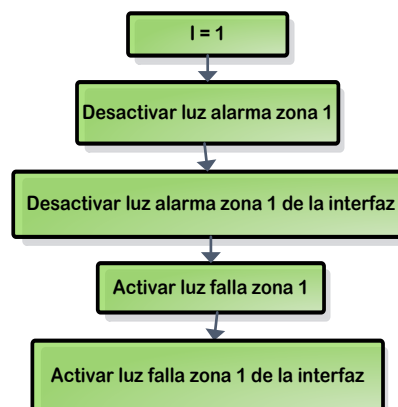 I = 1
Desactivar luz alarma zona 1
Desactivar luz alarma zona 1 de la interfaz
Activar luz falla zona 1
Activar luz falla zona 1 de la interfaz